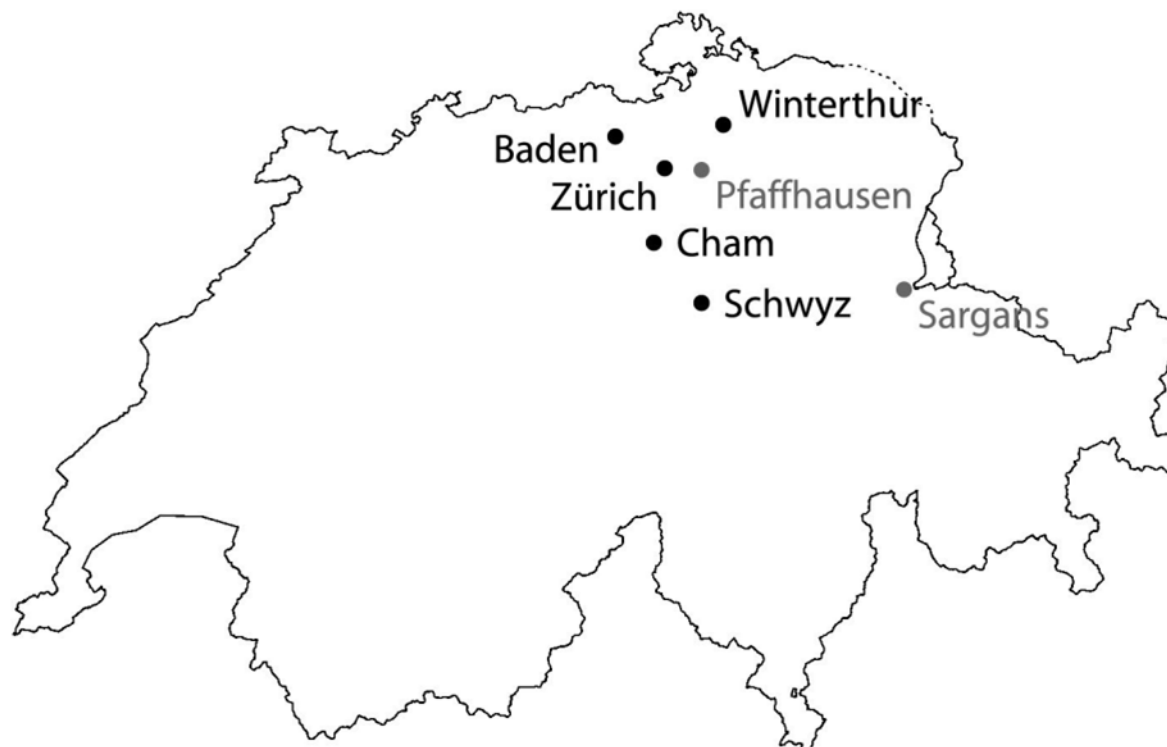 Winterthur
Baden
Zürich
Pfaffhausen
Cham
Schwyz
Sargans